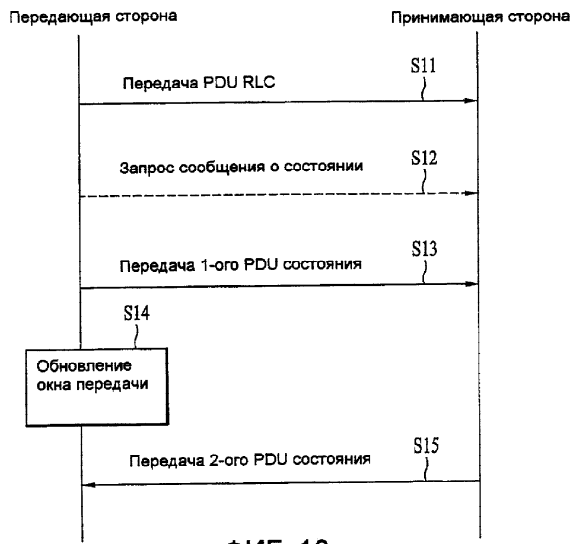 Передающая сторона
Принимающая сторона
S11
Передача PDU RLC
S12
Запрос сообщения о состоянии
S13
Передача 1-ого PDU состояния
S14
Обновление
окна передачи
S15
Передача 2-ого PDU состояния